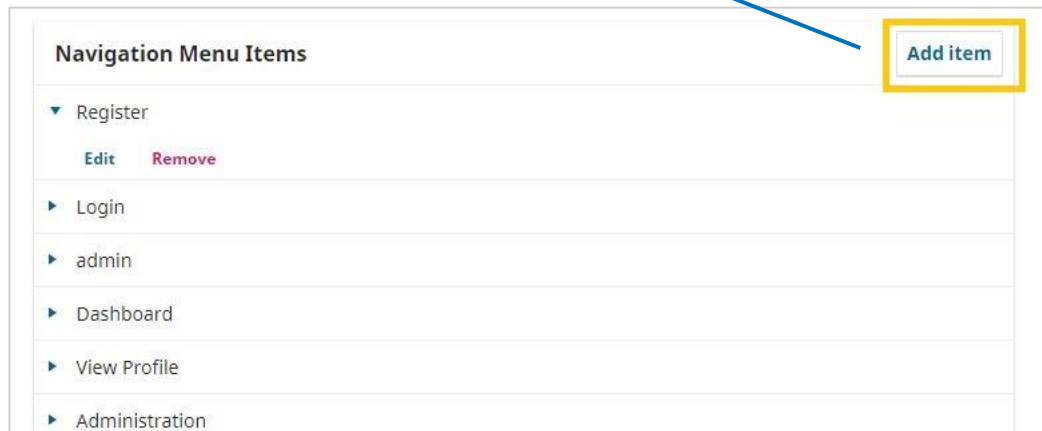 Navigation Menu Items
Add item
Register
Edit Remove
Login
admin
Dashboard
View Profile
Administration